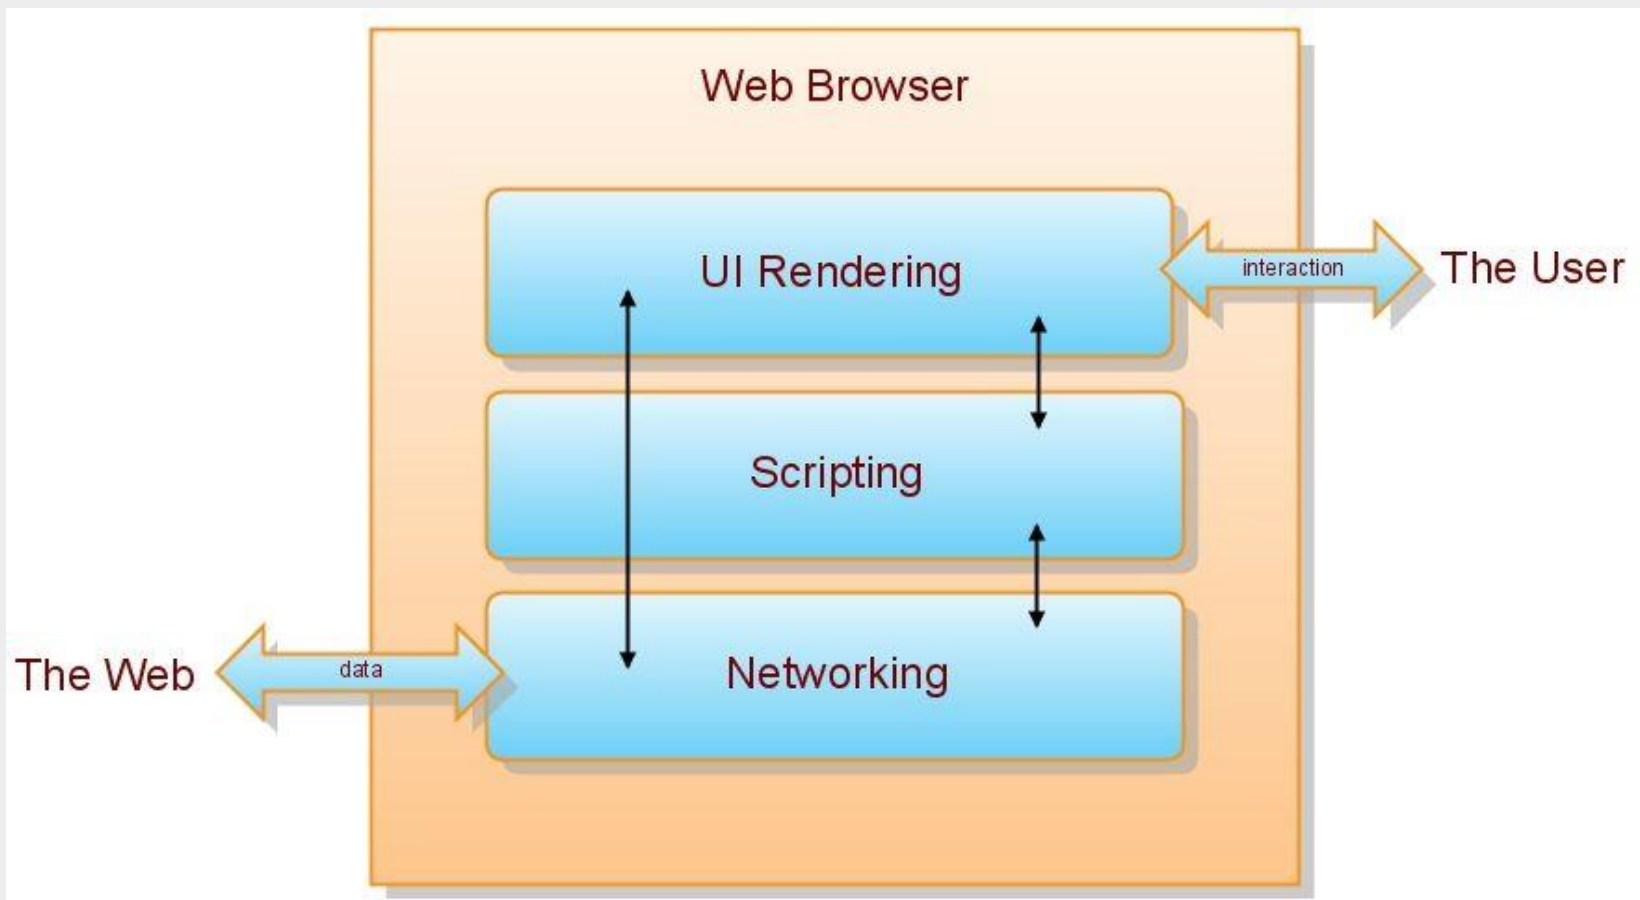 Web Browser
UI Rendering
interaction
The User
Scripting
The Web
data
Networking